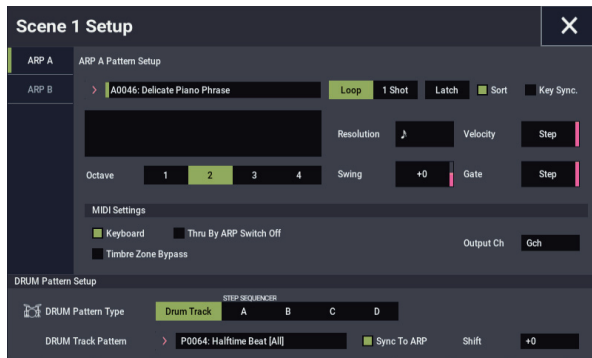 Scene 1 Setup
ARP A
ARP B
ARP A Pattern Setup
A0046: Delicate Piano Phrase
Loop 1 Shot Latch Sort Key Sync.
Resolution Velocity Step
Octave 1 2 3 4 Swing +0 Gate Step
MIDI Settings
Keyboard Thru By ARP Switch Off
Timbre Zone Bypass
Output Ch Gch
DRUM Pattern Setup
STEP SEQUENCER
DRUM Pattern Type Drum Track A B C D
DRUM Track Pattern P0064: Halftime Beat [All] Sync To ARP Shift +0